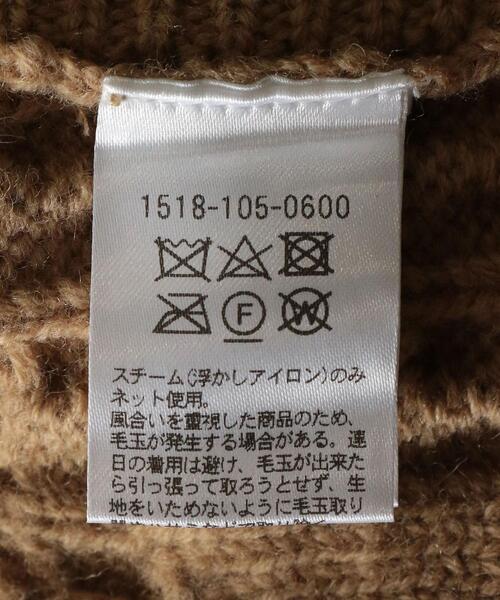 1518-105-0600
F W
スチーム(浮かしアイロン)のみ
ネット使用。
風合いを重視した商品のため、
毛玉が発生する場合がある。連
日の着用は避け、毛玉が出来た
ら引っ張って取ろうとせず、生
地をいためないように毛玉取り